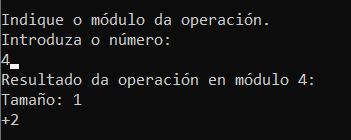 Indique o módulo da operación.
Introduza o número:
4
Resultado da operación en módulo 4:
Tamaño: 1
+2